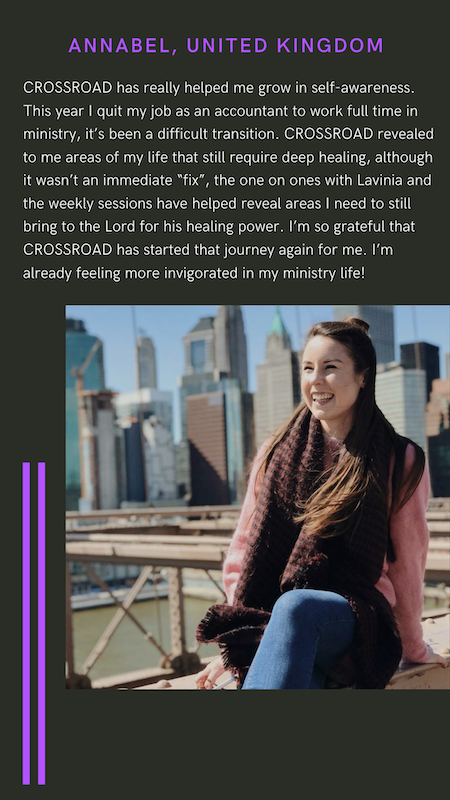 ANNABEL, UNITED KINGDOM
CROSSROAD has really helped me grow in self-awareness.
This year I quit my job as an accountant to work full time in
ministry, it’s been a difficult transition. CROSSROAD revealed
to me areas of my life that still require deep healing, although
it wasn’t an immediate “fix”, the one on ones with Lavinia and
the weekly sessions have helped reveal areas I need to still
bring to the Lord for his healing power. I’m so grateful that
CROSSROAD has started that journey again for me. I’m
already feeling more invigorated in my ministry life!